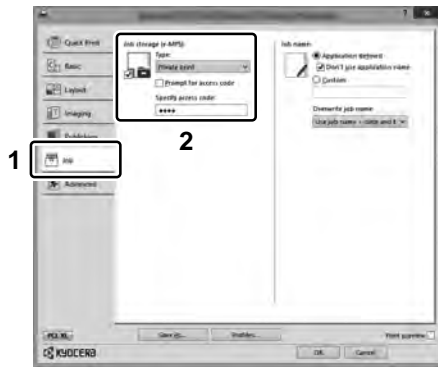 Quick Print
Basic
Layout
Imaging
Publishing
1
Job
Advanced
Job storage (e-MPS)
Type:
Private print
Prompt for access code
Specify access code:
****
2
Job name
Application defined
Don't use application name
Custom
Overwrite job name
Use job name + date and t
PCL XL
Save as...
Profiles...
Print preview
KYOCERA
OK
Cancel